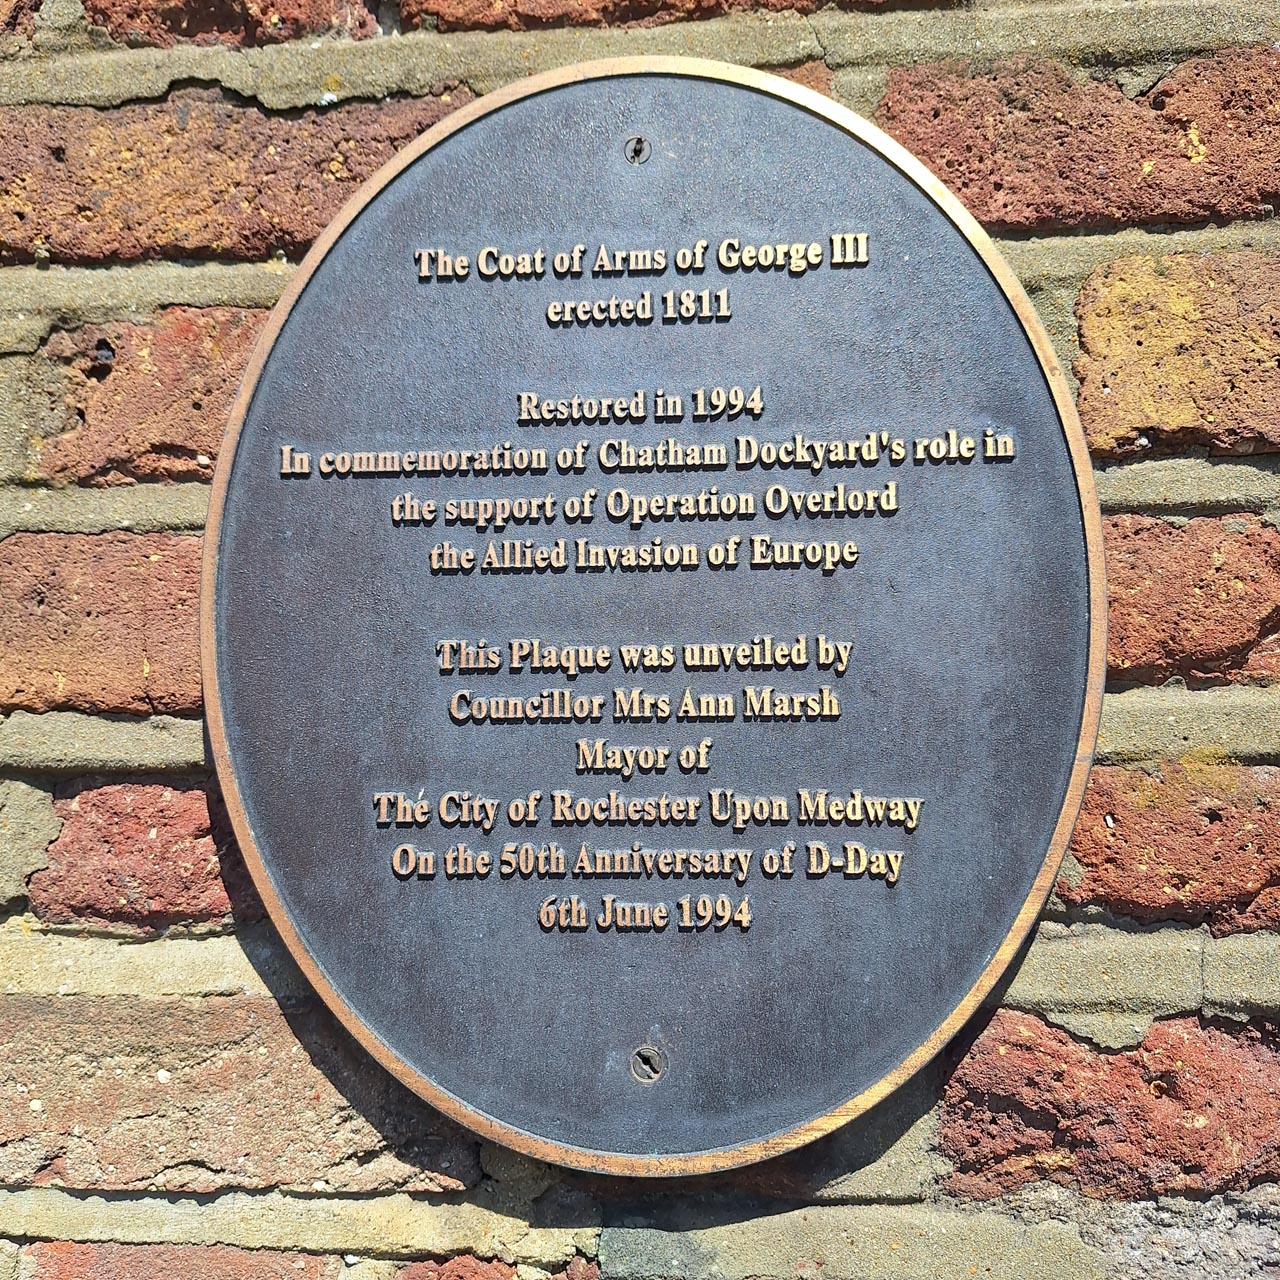 The Coat of Arms of George III
erected 1811
Restored in 1994
In commemoration of Chatham Dockyard's role in
the support of Operation Overlord
the Allied Invasion of Europe
This Plaque was unveiled by
Councillor Mrs Ann Marsh
Mayor of
The City of Rochester Upon Medway
On the 50th Anniversary of D-Day
6th June 1994